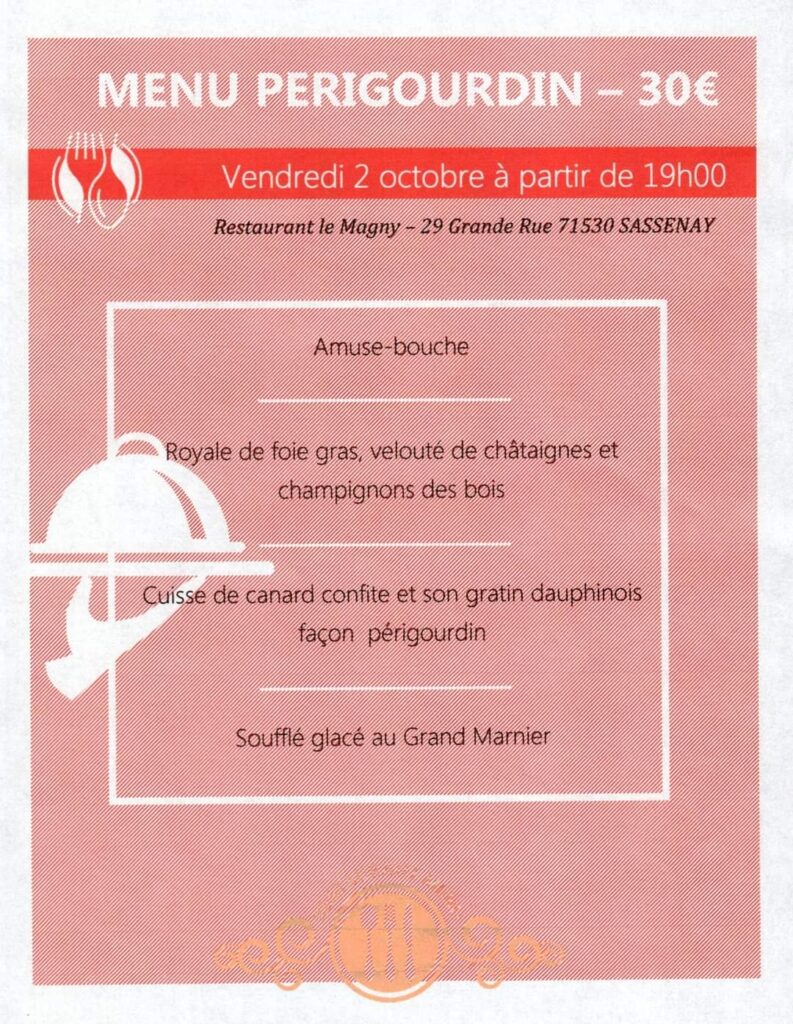 MENU PERIGOURDIN – 30€
Vendredi 2 octobre à partir de 19h00
Restaurant le Magny – 29 Grande Rue 71530 SASSENAY
Amuse-bouche
Royale de foie gras, velouté de châtaignes et
champignons des bois
Cuisse de canard confite et son gratin dauphinois
façon périgourdin
Soufflé glacé au Grand Marnier